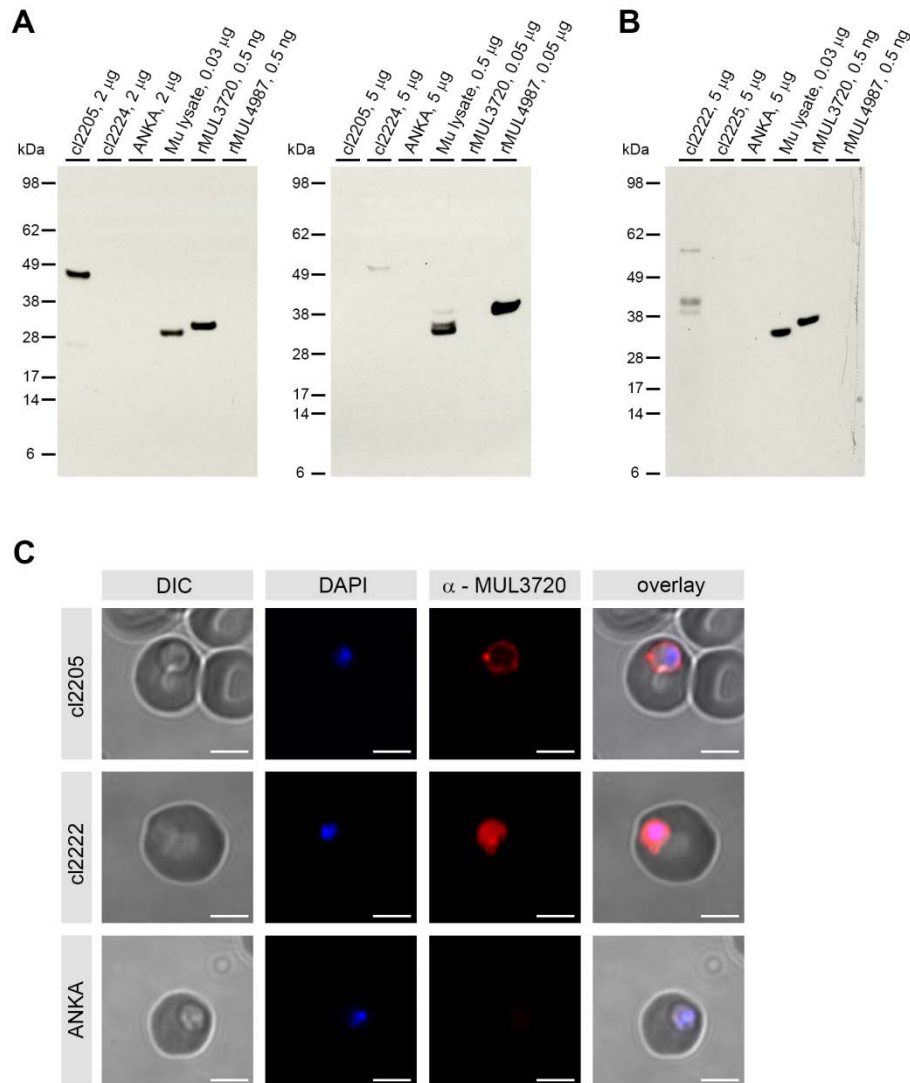 A
cl2205, 2 µg
cl2224, 2 µg
ANKA, 2 µg
Mu lysate, 0.03 µg
rMUL3720, 0.5 ng
rMUL4987, 0.5 ng
kDa
98
62
49
38
28
17
14
6
cl2205, 5 µg
cl2224, 5 µg
ANKA, 5 µg
Mu lysate, 0.5 µg
rMUL3720, 0.05 µg
rMUL4987, 0.05 µg
kDa
98
62
49
38
28
17
14
6
B
cl2222, 5 µg
cl2225, 5 µg
ANKA, 5 µg
Mu lysate, 0.03 µg
rMUL3720, 0.5 ng
rMUL4987, 0.5 ng
kDa
98
62
49
38
28
17
14
6
C
DIC DAPI α - MUL3720 overlay
cl2205
cl2222
ANKA